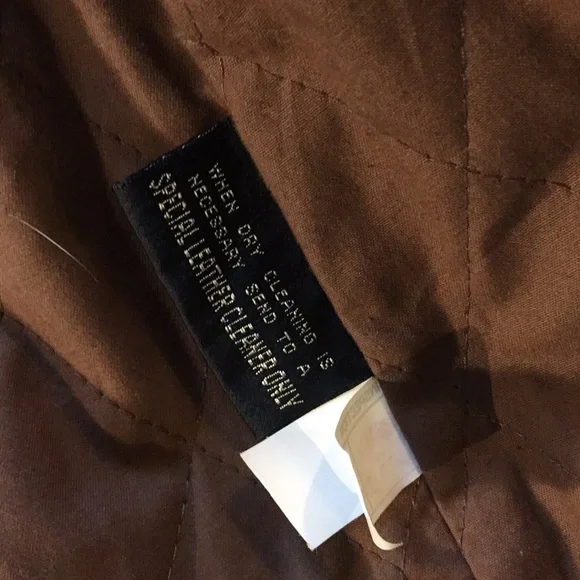 WHEN DRY CLEANING IS
NECESSARY SEND TO A
SPECIAL LEATHER CLEANER ONLY